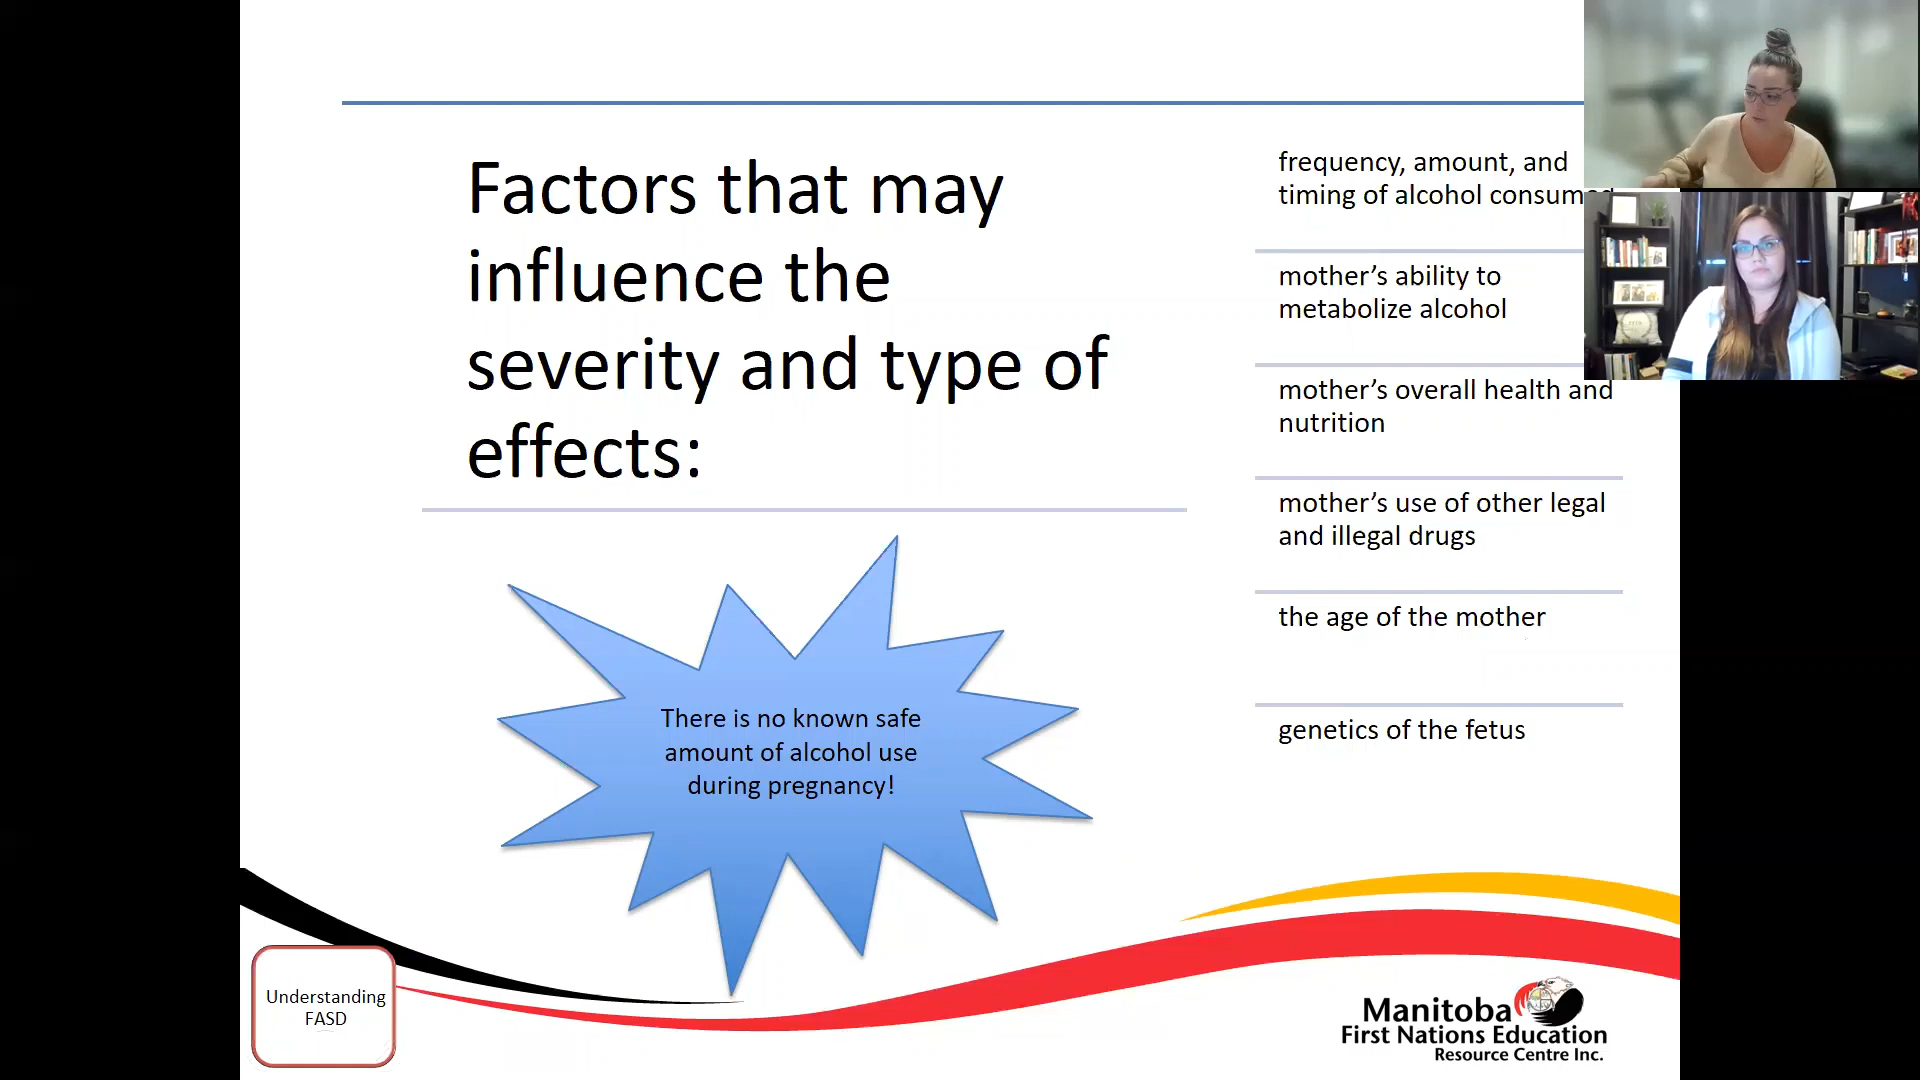 Factors that may
influence the
severity and type of
effects:
frequency, amount, and
timing of alcohol consumed
mother’s ability to
metabolize alcohol
mother’s overall health and
nutrition
mother’s use of other legal
and illegal drugs
the age of the mother
genetics of the fetus
There is no known safe
amount of alcohol use
during pregnancy!
Understanding
FASD
Manitoba
First Nations Education
Resource Centre Inc.